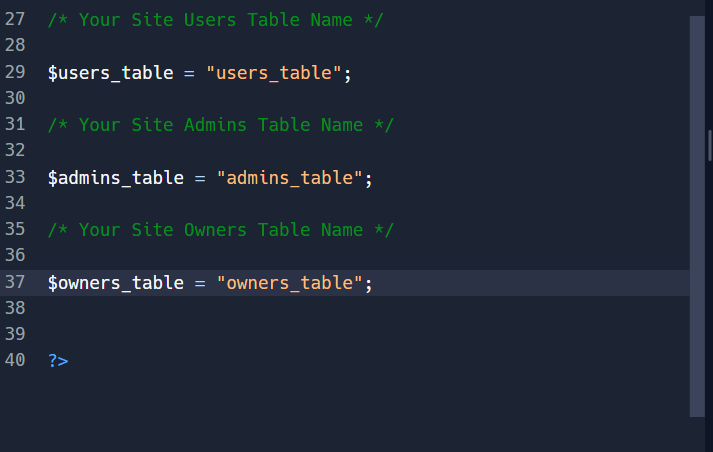 27 /* Your Site Users Table Name */
28
29 $users_table = "users_table";
30
31 /* Your Site Admins Table Name */
32
33 $admins_table = "admins_table";
34
35 /* Your Site Owners Table Name */
36
37 $owners_table = "owners_table";
38
39
40 ?>